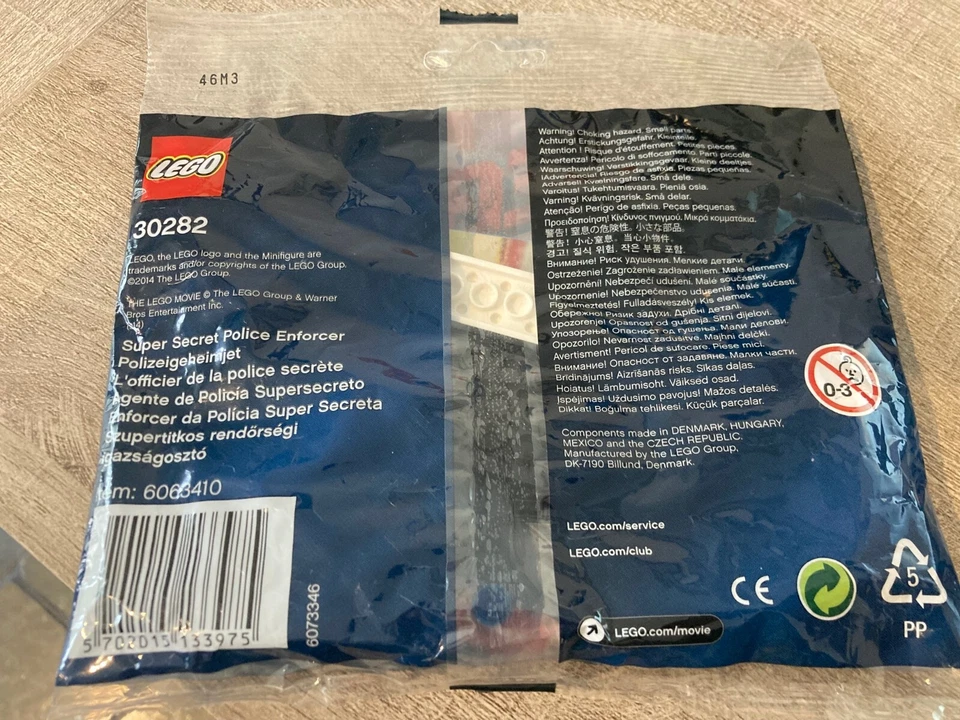 46M3
LEGO
30282
LEGO, the LEGO logo and the Minifigure are
trademarks and/or copyrights of the LEGO Group.
©2014 The LEGO Group.
THE LEGO MOVIE © The LEGO Group & Warner
Bros Entertainment Inc.
Super Secret Police Enforcer
Polizeigeheimjet
L'officier de la police secrète
Agente de Policía Supersecreto
Enforcer da Polícia Super Secreta
Szupertitkos rendőrségi
igazságosztó
Item: 6063410
5 702015 133975
6073346
Warning! Choking hazard. Small parts.
Achtung! Erstickungsgefahr. Kleinteile.
Attention ! Risque d'étouffement. Petites pièces.
Avvertenza! Pericolo di soffocamento. Parti piccole.
Waarschuwing! Verstikkingsgevaar. Kleine deeltjes
¡Advertencia! Riesgo de asfixia. Piezas pequeñas.
Advarsel! Kvælningsfare. Små dele.
Varoitus! Tukehtumisvaara. Pieniä osia.
Varning! Kvävningsrisk. Små delar.
Atenção! Perigo de asfixia. Peças pequenas.
Προειδοποίηση! Κίνδυνος πνιγμού. Μικρά κομματάκια.
警告! 窒息の危険性。小さな部品。
警告! 小心窒息。当心小物件。
경고! 질식 위험. 작은 부품 포함.
Внимание! Риск удушения. Мелкие детали.
Ostrzeżenie! Zagrożenie zadławieniem. Małe elementy.
Upozornění! Nebezpečí udušení. Malé součástky.
Upozornenie! Nebezpečenstvo udusenia. Malé súčasti.
Figyelmeztetés! Fulladásveszély! Kis elemek.
Обережно! Ризик задухи. Дрібні деталі.
Upozorenje! Opasnost od gušenja. Sitni dijelovi.
Упозорење! Опасност од гушења. Мали делови.
Opozorilo! Nevarnost zadušitve. Majhni delčki.
Avertisment! Pericol de sufocare. Piese mici.
Внимание! Опасност от задавяне. Малки части.
Brīdinājums! Aizrīšanās risks. Sīkas daļas.
Hoiatus! Lämbumisoht. Väiksed osad.
Įspėjimas! Uždusimo pavojus! Mažos detalės.
Dikkat! Boğulma tehlikesi. Küçük parçalar.
0-3
Components made in DENMARK, HUNGARY,
MEXICO and the CZECH REPUBLIC.
Manufactured by the LEGO Group,
DK-7190 Billund, Denmark.
LEGO.com/service
LEGO.com/club
LEGO.com/movie
CE
5
PP